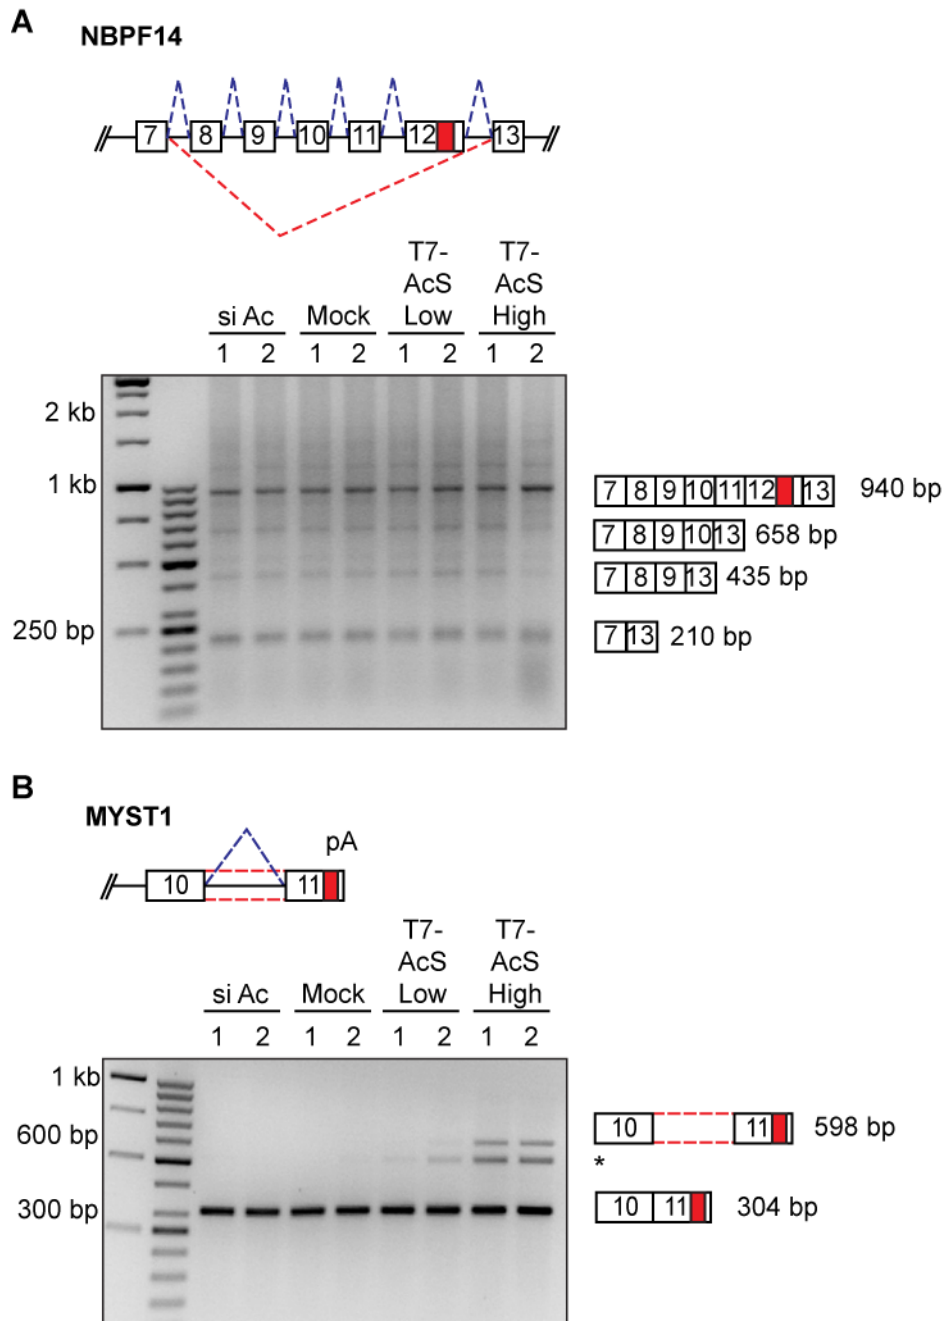 A
NBPF14
7 8 9 10 11 12 13
T7- T7-
AcS AcS
si Ac Mock Low High
1 2 1 2 1 2 1 2
2 kb
1 kb
7 8 9 10 11 12 13 940 bp
7 8 9 10 13 658 bp
7 8 9 13 435 bp
250 bp
7 13 210 bp
B
MYST1
pA
10 11
T7- T7-
AcS AcS
si Ac Mock Low High
1 2 1 2 1 2 1 2
1 kb
600 bp
10 11 598 bp
*
300 bp
10 11 304 bp